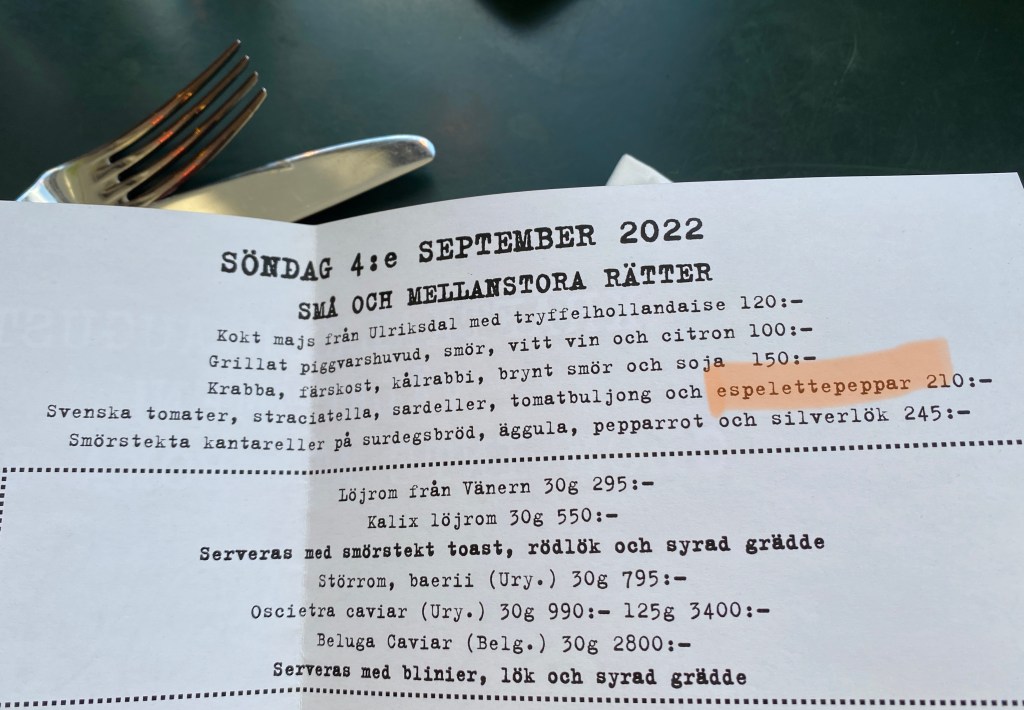 SÖNDAG 4:e SEPTEMBER 2022
SMÅ OCH MELLANSTORA RÄTTER
Kokt majs från Ulriksdal med tryffelhollandaise 120:-
Grillat piggvarshuvud, smör, vitt vin och citron 100:-
Krabba, färskost, kålrabbi, brynt smör och soja 150:-
Svenska tomater, straciatella, sardeller, tomatbuljong och espelettepeppar 210:-
Smörstekta kantareller på surdegsbröd, äggula, pepparrot och silverlök 245:-
Löjrom från Vänern 30g 295:-
Kalix löjrom 30g 550:-
Serveras med smörstekt toast, rödlök och syrad grädde
Störrom, baerii (Ury.) 30g 795:-
Oscietra caviar (Ury.) 30g 990:- 125g 3400:-
Beluga Caviar (Belg.) 30g 2800:-
Serveras med blinier, lök och syrad grädde